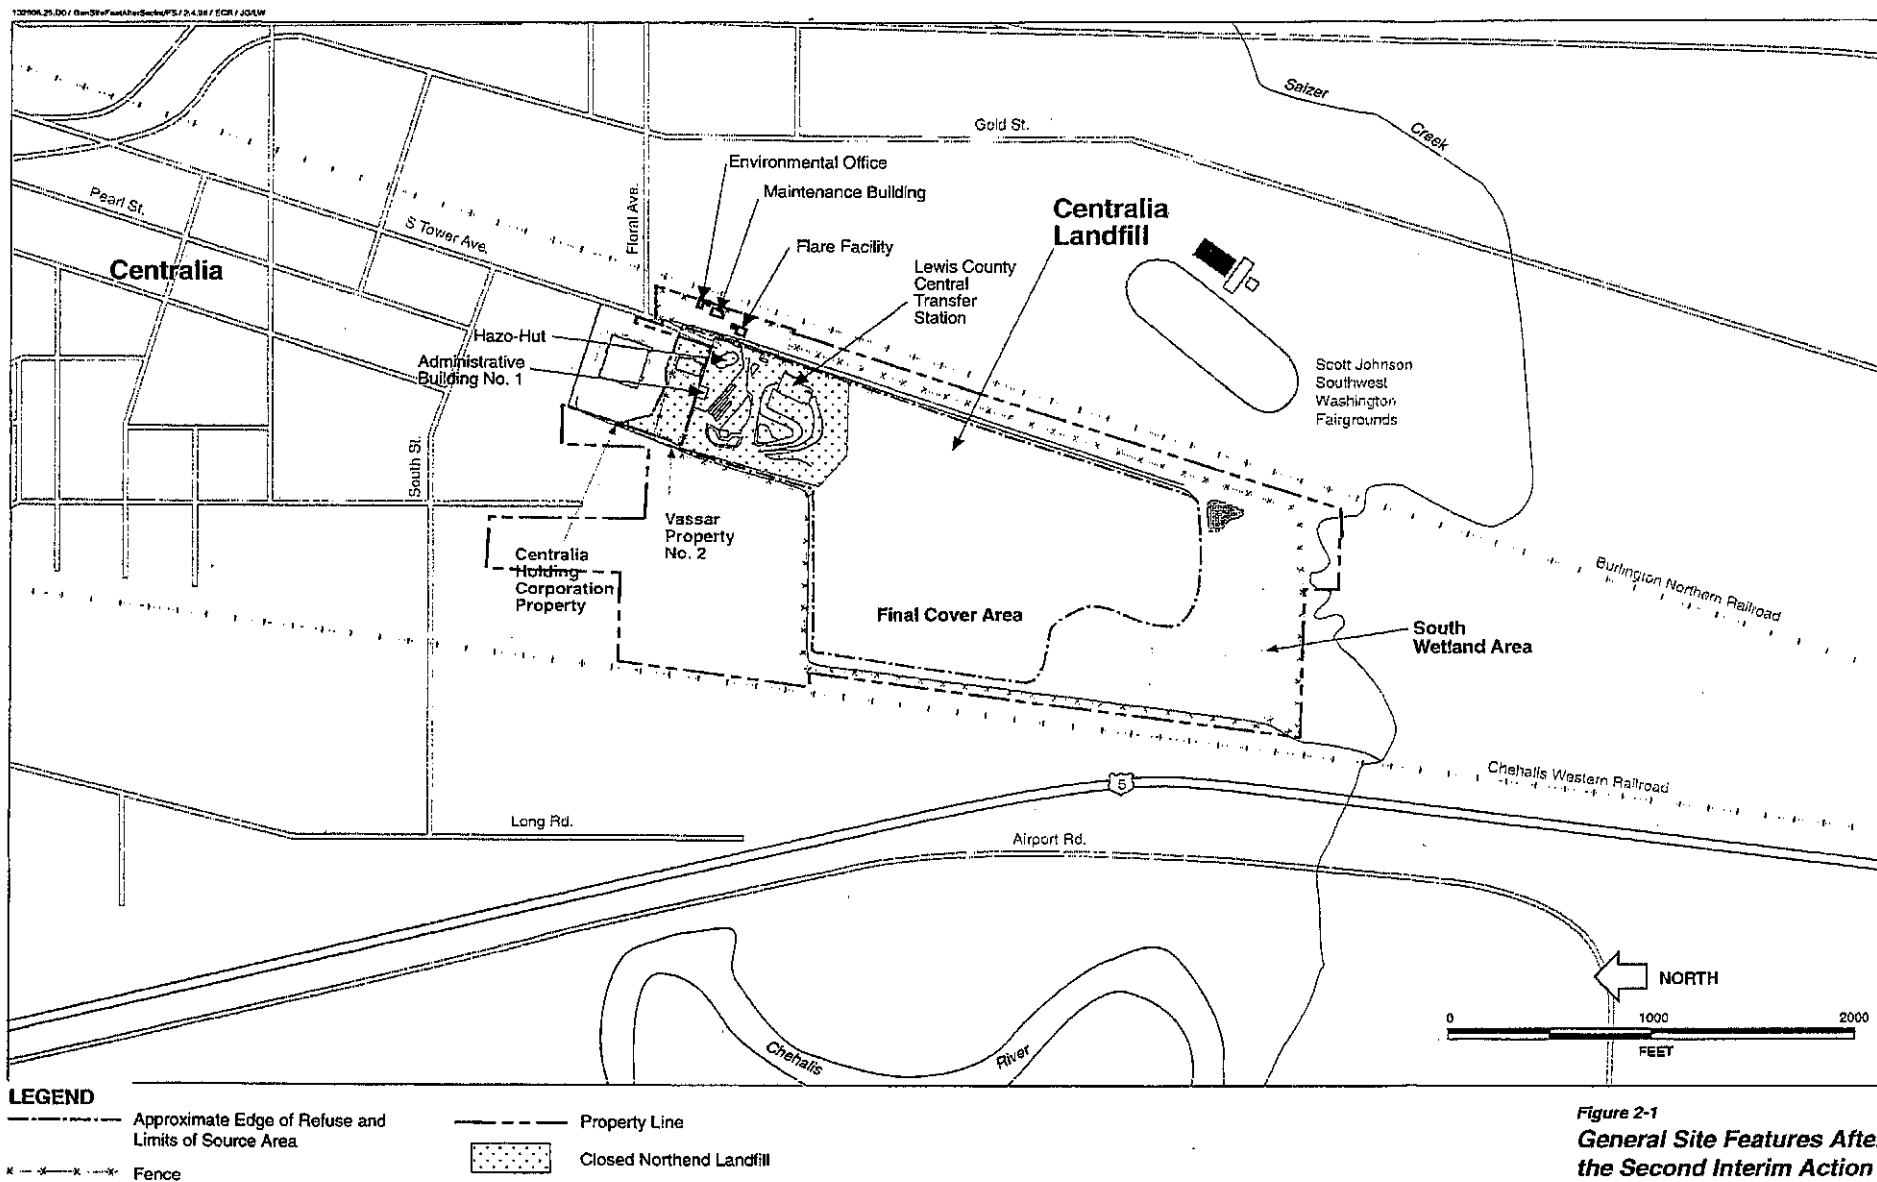 Salzer
Creek
Gold St.
Environmental Office
Maintenance Building
Floral Ave.
Pearl St.
S Tower Ave.
Centralia
Landfill
Flare Facility
Centralia
Lewis County
Central
Transfer
Station
Hazo-Hut
Administrative
Building No. 1
Scott Johnson
Southwest
Washington
Fairgrounds
South St.
Vassar
Property
No. 2
Centralia
Holding
Corporation
Property
Burlington Northern Railroad
Final Cover Area
South
Wetland Area
Chehalis Western Railroad
5
Long Rd.
Airport Rd.
NORTH
0 1000 2000
FEET
Chehalis
River
LEGEND
Approximate Edge of Refuse and
Limits of Source Area
Fence
Property Line
Closed Northend Landfill
Figure 2-1
General Site Features Afte
the Second Interim Action